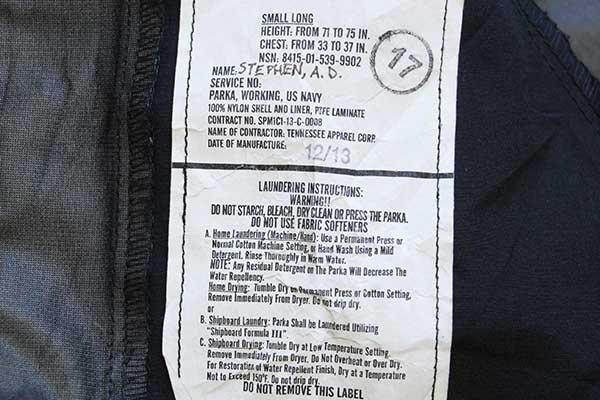 SMALL LONG
HEIGHT: FROM 71 TO 75 IN.
CHEST: FROM 33 TO 37 IN.
NSN: 8415-01-539-9902
17
NAME: STEPHEN, A.D.
SERVICE NO:
PARKA, WORKING, US NAVY
100% NYLON SHELL AND LINER, PTFE LAMINATE
CONTRACT NO. SPM1C1-13-C-0008
NAME OF CONTRACTOR: TENNESSEE APPAREL CORP.
DATE OF MANUFACTURE: 12/13
LAUNDERING INSTRUCTIONS:
WARNING!!
DO NOT STARCH, BLEACH, DRY CLEAN OR PRESS THE PARKA.
DO NOT USE FABRIC SOFTENERS
A. Home Laundering (Machine/Hand): Use a Permanent Press or
Normal Cotton Machine Setting, or Hand Wash Using a Mild
Detergent. Rinse Thoroughly in Warm Water.
NOTE: Any Residual Detergent on The Parka Will Decrease The
Water Repellency.
Home Drying: Tumble Dry on Permanent Press or Cotton Setting,
Remove Immediately From Dryer. Do not drip dry.
or
B. Shipboard Laundry: Parka Shall be Laundered Utilizing
"Shipboard Formula III".
C. Shipboard Drying: Tumble Dry at Low Temperature Setting.
Remove Immediately From Dryer. Do Not Overheat or Over Dry.
For Restoration of Water Repellent Finish, Dry at a Temperature
Not to Exceed 150°F. Do not drip dry.
DO NOT REMOVE THIS LABEL